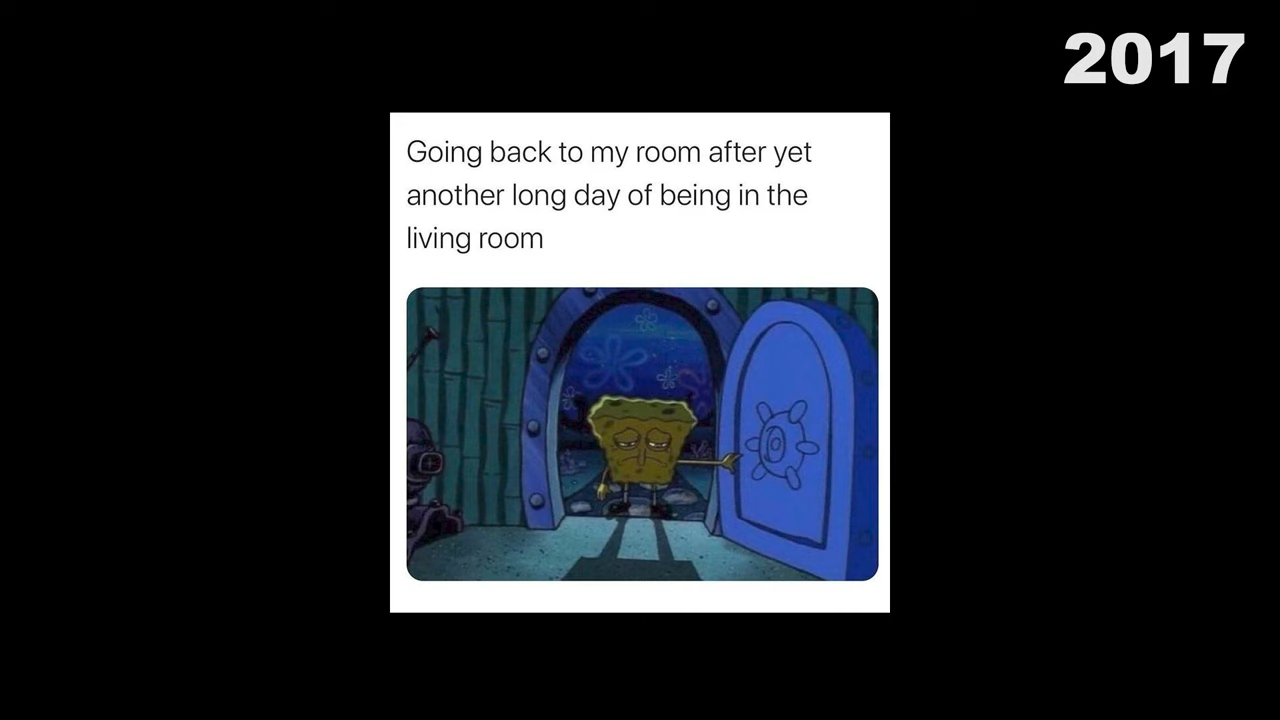 2017
Going back to my room after yet
another long day of being in the
living room